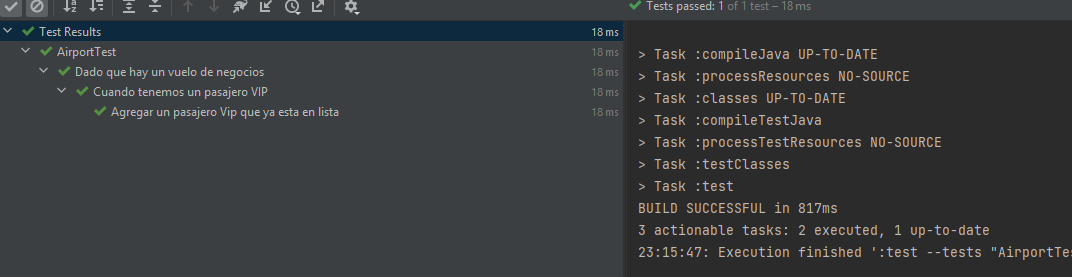 Tests passed: 1 of 1 test – 18 ms
Test Results 18 ms
AirportTest 18 ms
Dado que hay un vuelo de negocios 18 ms
Cuando tenemos un pasajero VIP 18 ms
Agregar un pasajero Vip que ya esta en lista 18 ms
> Task :compileJava UP-TO-DATE
> Task :processResources NO-SOURCE
> Task :classes UP-TO-DATE
> Task :compileTestJava
> Task :processTestResources NO-SOURCE
> Task :testClasses
> Task :test
BUILD SUCCESSFUL in 817ms
3 actionable tasks: 2 executed, 1 up-to-date
23:15:47: Execution finished ':test --tests "AirportTes